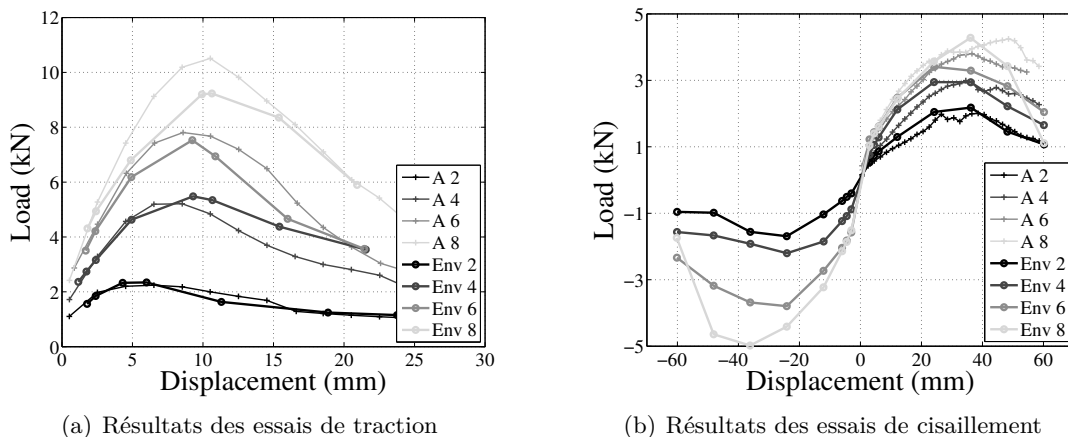 12
10
8
6
4
2
0
0
5
10
15
20
25
30
Load (kN)
Displacement (mm)
A 2
A 4
A 6
A 8
Env 2
Env 4
Env 6
Env 8
(a) Résultats des essais de traction
5
3
1
−1
−3
−5
−60
−40
−20
0
20
40
60
Load (kN)
Displacement (mm)
A 2
A 4
A 6
A 8
Env 2
Env 4
Env 6
Env 8
(b) Résultats des essais de cisaillement